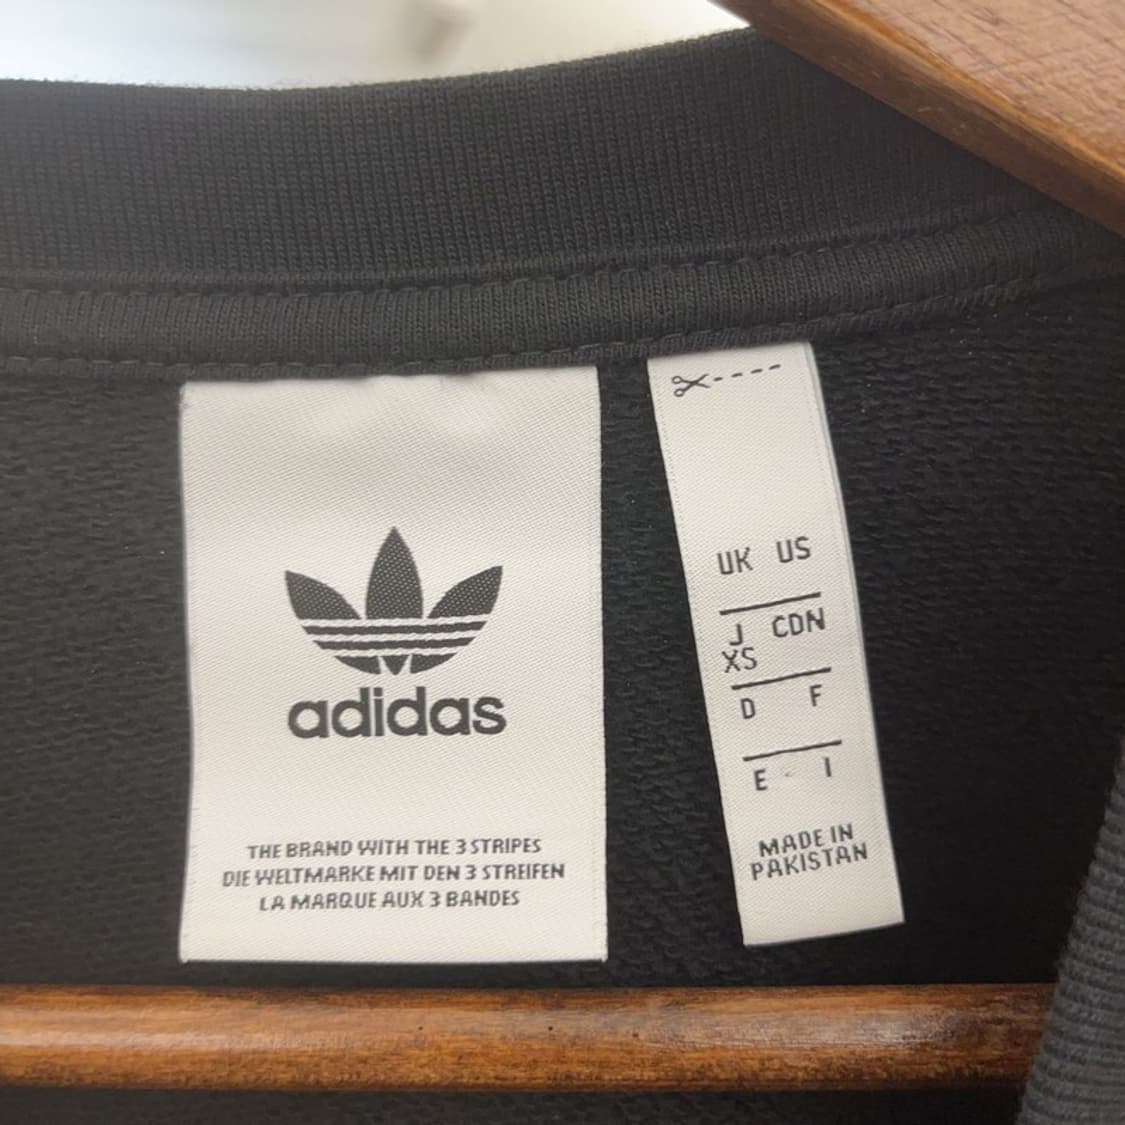 adidas
THE BRAND WITH THE 3 STRIPES
DIE WELTMARKE MIT DEN 3 STREIFEN
LA MARQUE AUX 3 BANDES
UK US
J CDN
XS
D F
E I
MADE IN
PAKISTAN